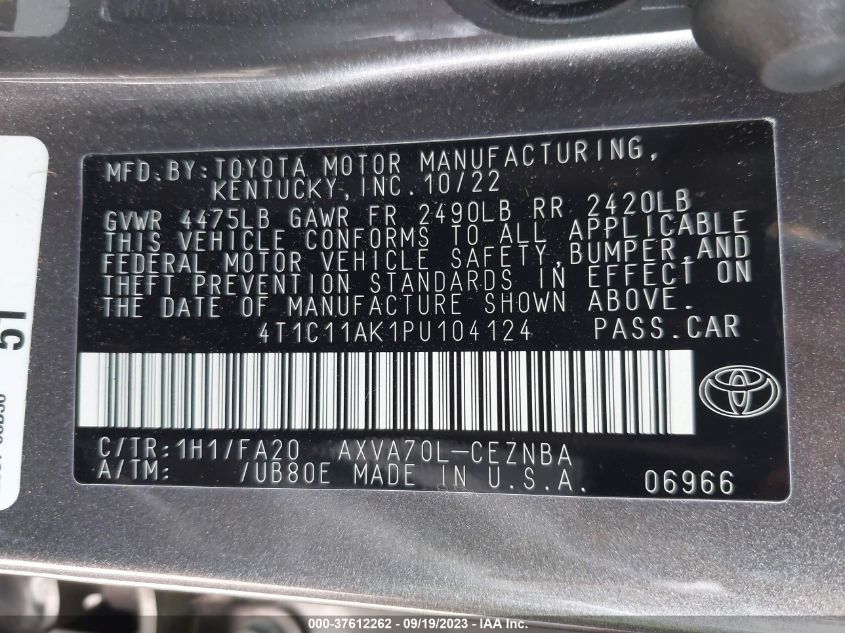 MFD.BY:TOYOTA MOTOR MANUFACTURING,
KENTUCKY,INC.10/22
GVWR 4475LB GAWR FR 2490LB RR 2420LB
THIS VEHICLE CONFORMS TO ALL APPLICABLE
FEDERAL MOTOR VEHICLE SAFETY,BUMPER,AND
THEFT PREVENTION STANDARDS IN EFFECT ON
THE DATE OF MANUFACTURE SHOWN ABOVE.
4T1C11AK1PU104124 PASS.CAR
C/TR:1H1/FA20 AXVA70L-CEZNBA
A/TM: /UB80E MADE IN U.S.A. 06966
LC
000-37612262 - 09/19/2023 - IAA Inc.